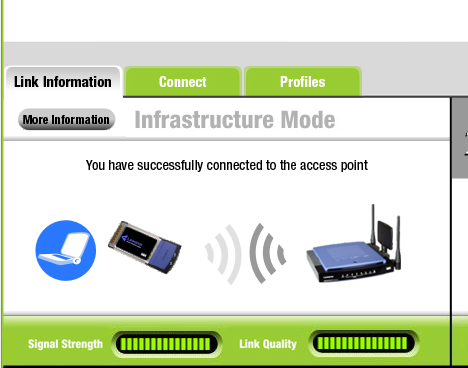 Link Information
Connect
Profiles
More Information
Infrastructure Mode
You have successfully connected to the access point
Signal Strength
Link Quality